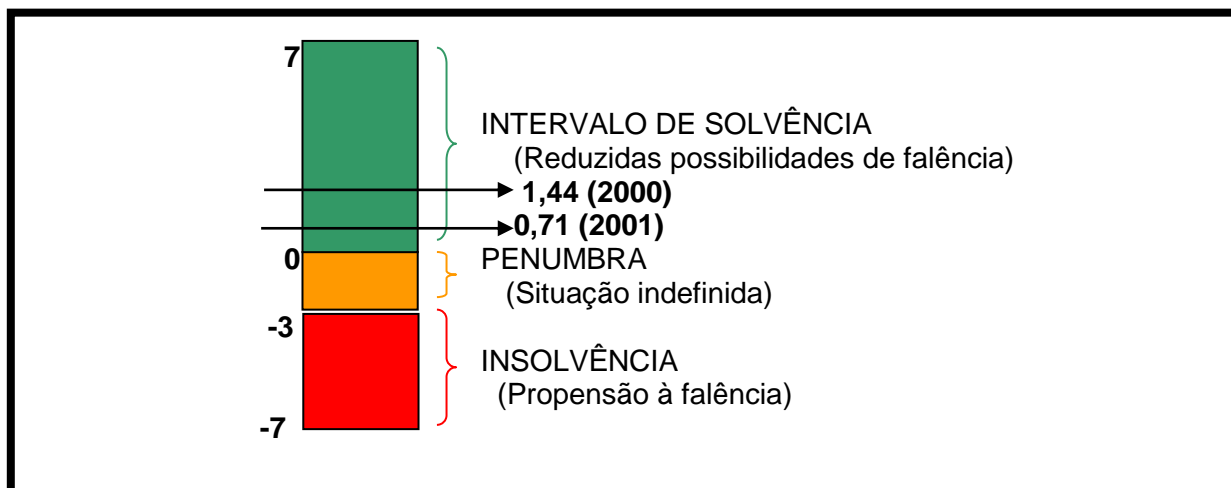 7
INTERVALO DE SOLVÊNCIA
(Reduzidas possibilidades de falência)
1,44 (2000)
0,71 (2001)
0
PENUMBRA
(Situação indefinida)
-3
INSOLVÊNCIA
(Propensão à falência)
-7